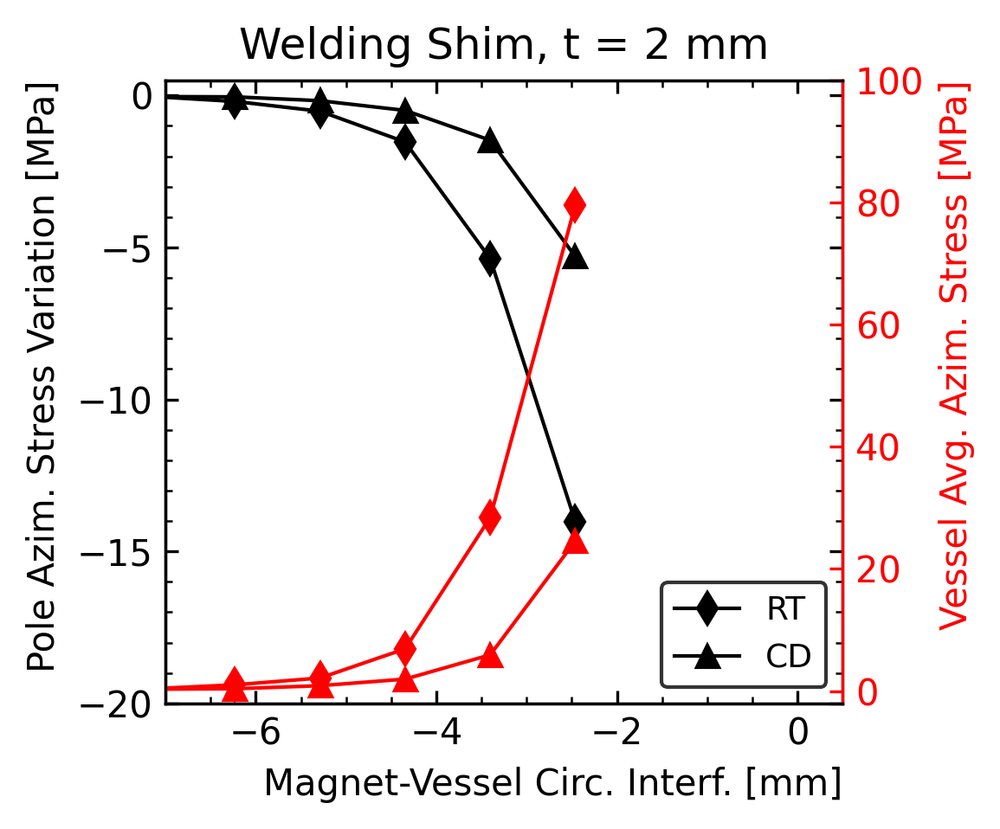 Welding Shim, t = 2 mm
Pole Azim. Stress Variation [MPa]
0
−5
−10
−15
−20
−6
−4
−2
0
Magnet-Vessel Circ. Interf. [mm]
100
80
60
40
20
0
Vessel Avg. Azim. Stress [MPa]
RT
CD